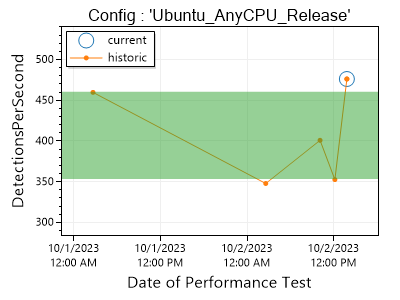 Config : 'Ubuntu_AnyCPU_Release'
current
historic
DetectionsPerSecond
500
450
400
350
300
10/1/2023
12:00 AM
10/1/2023
12:00 PM
10/2/2023
12:00 AM
10/2/2023
12:00 PM
Date of Performance Test